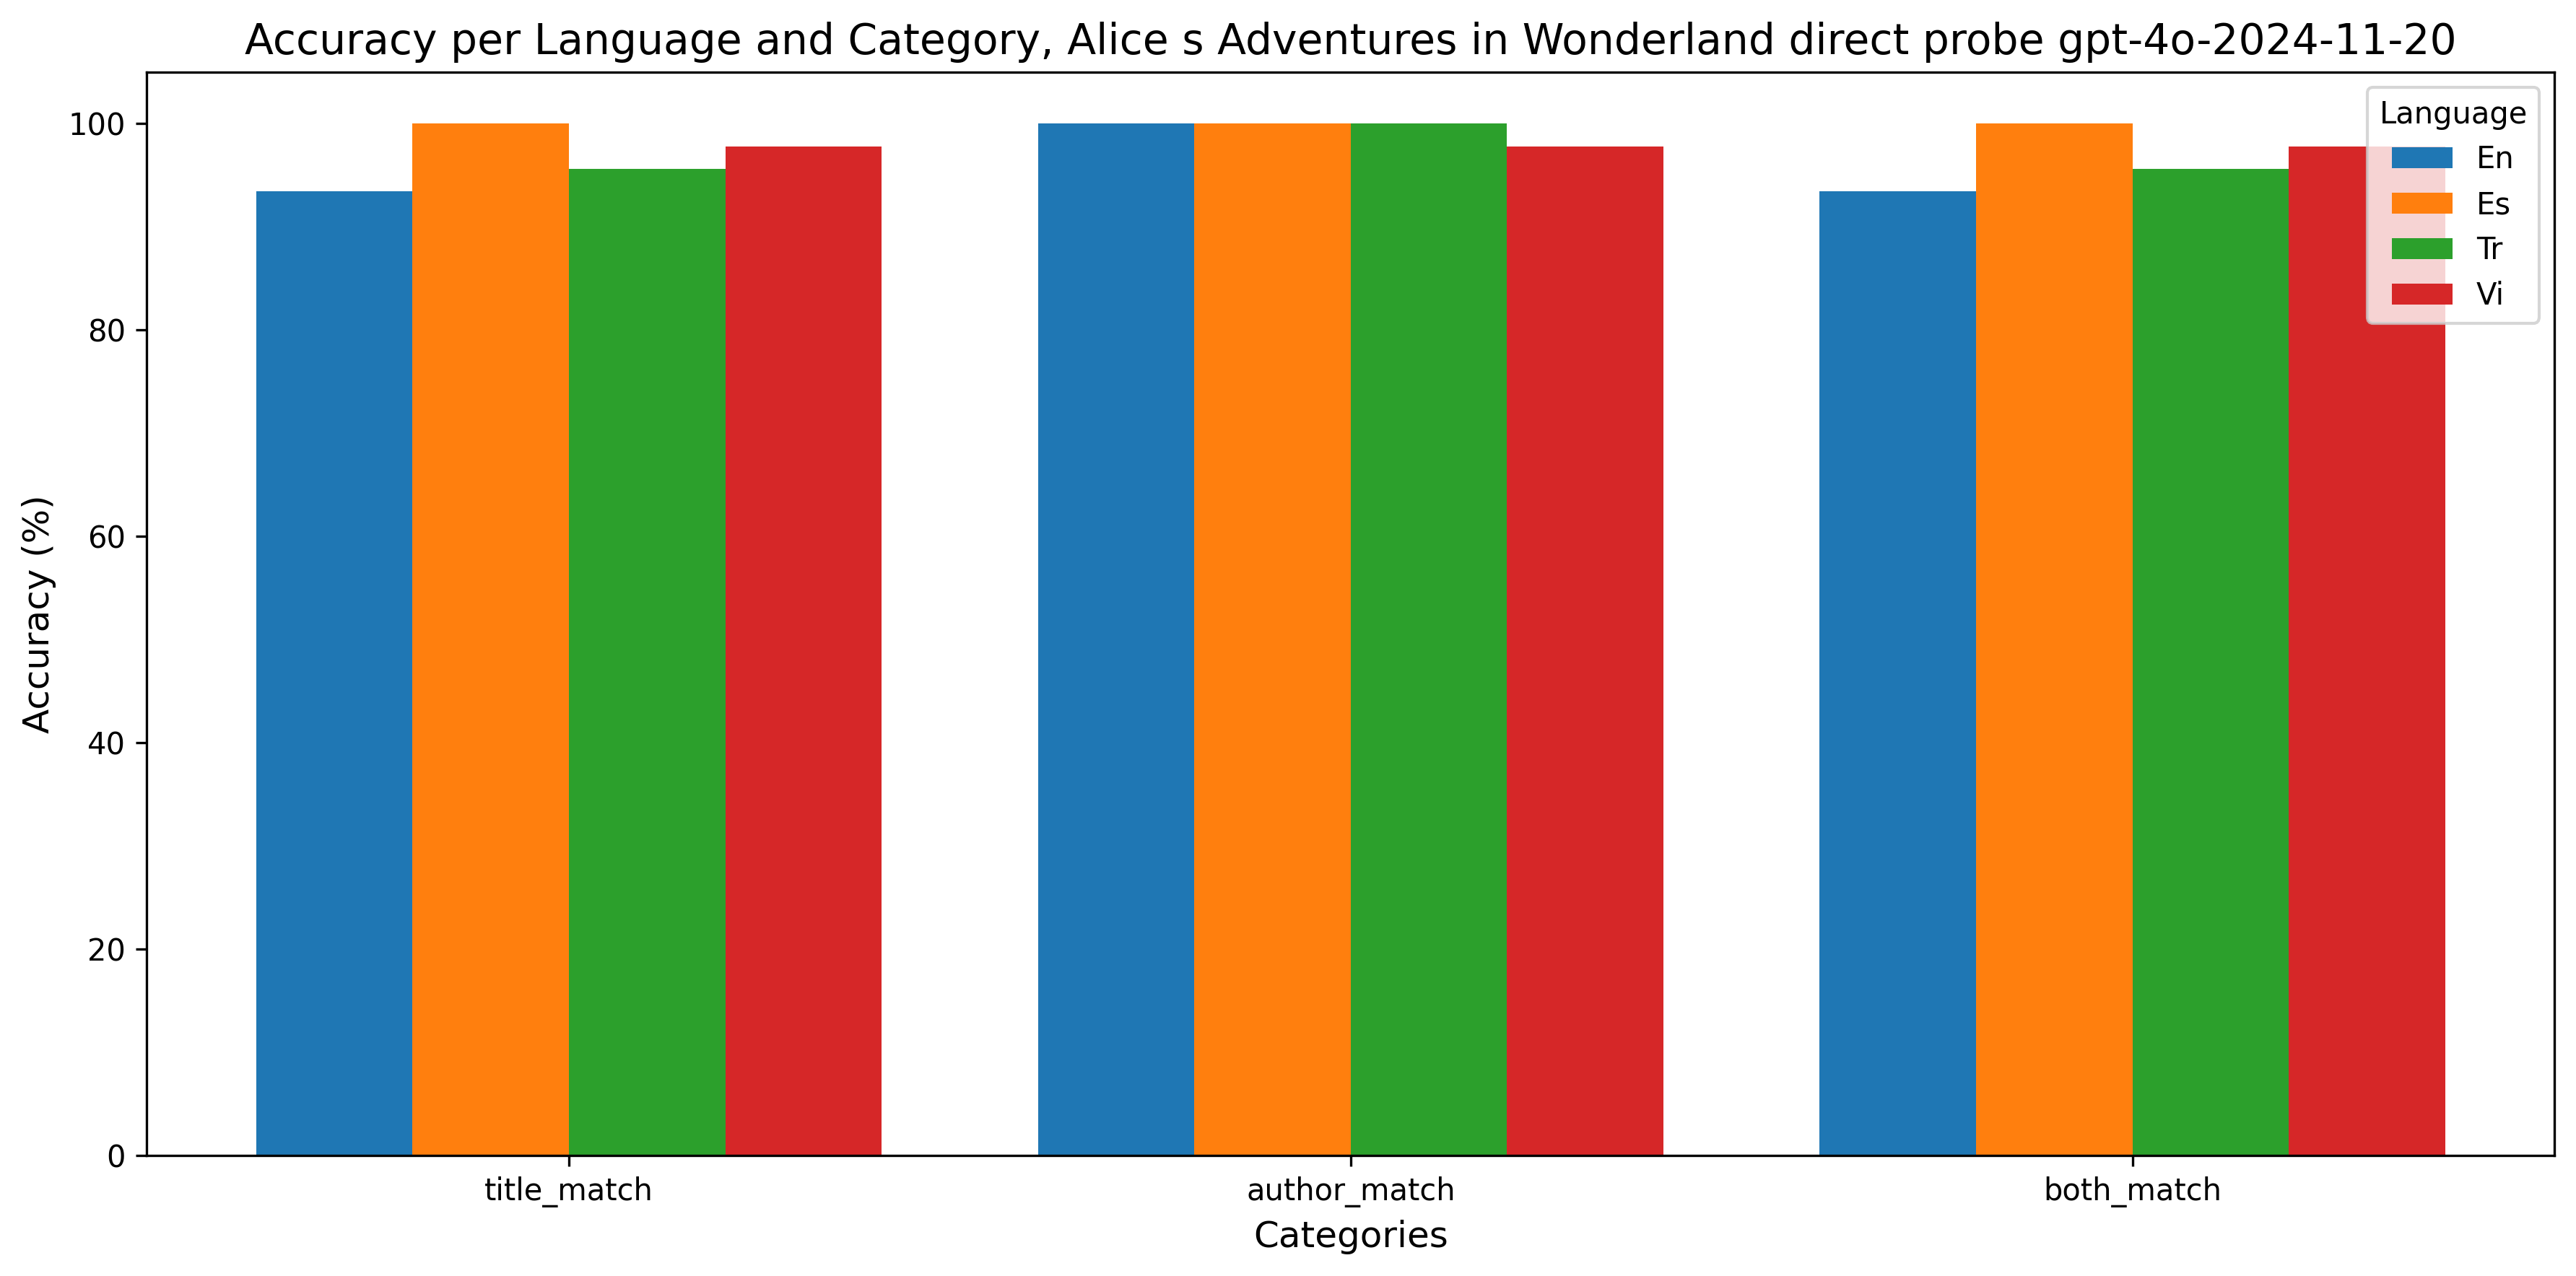 Accuracy per Language and Category, Alice s Adventures in Wonderland direct probe gpt-4o-2024-11-20
Language
En
Es
Tr
Vi
Accuracy (%)
100
80
60
40
20
0
title_match author_match both_match
Categories